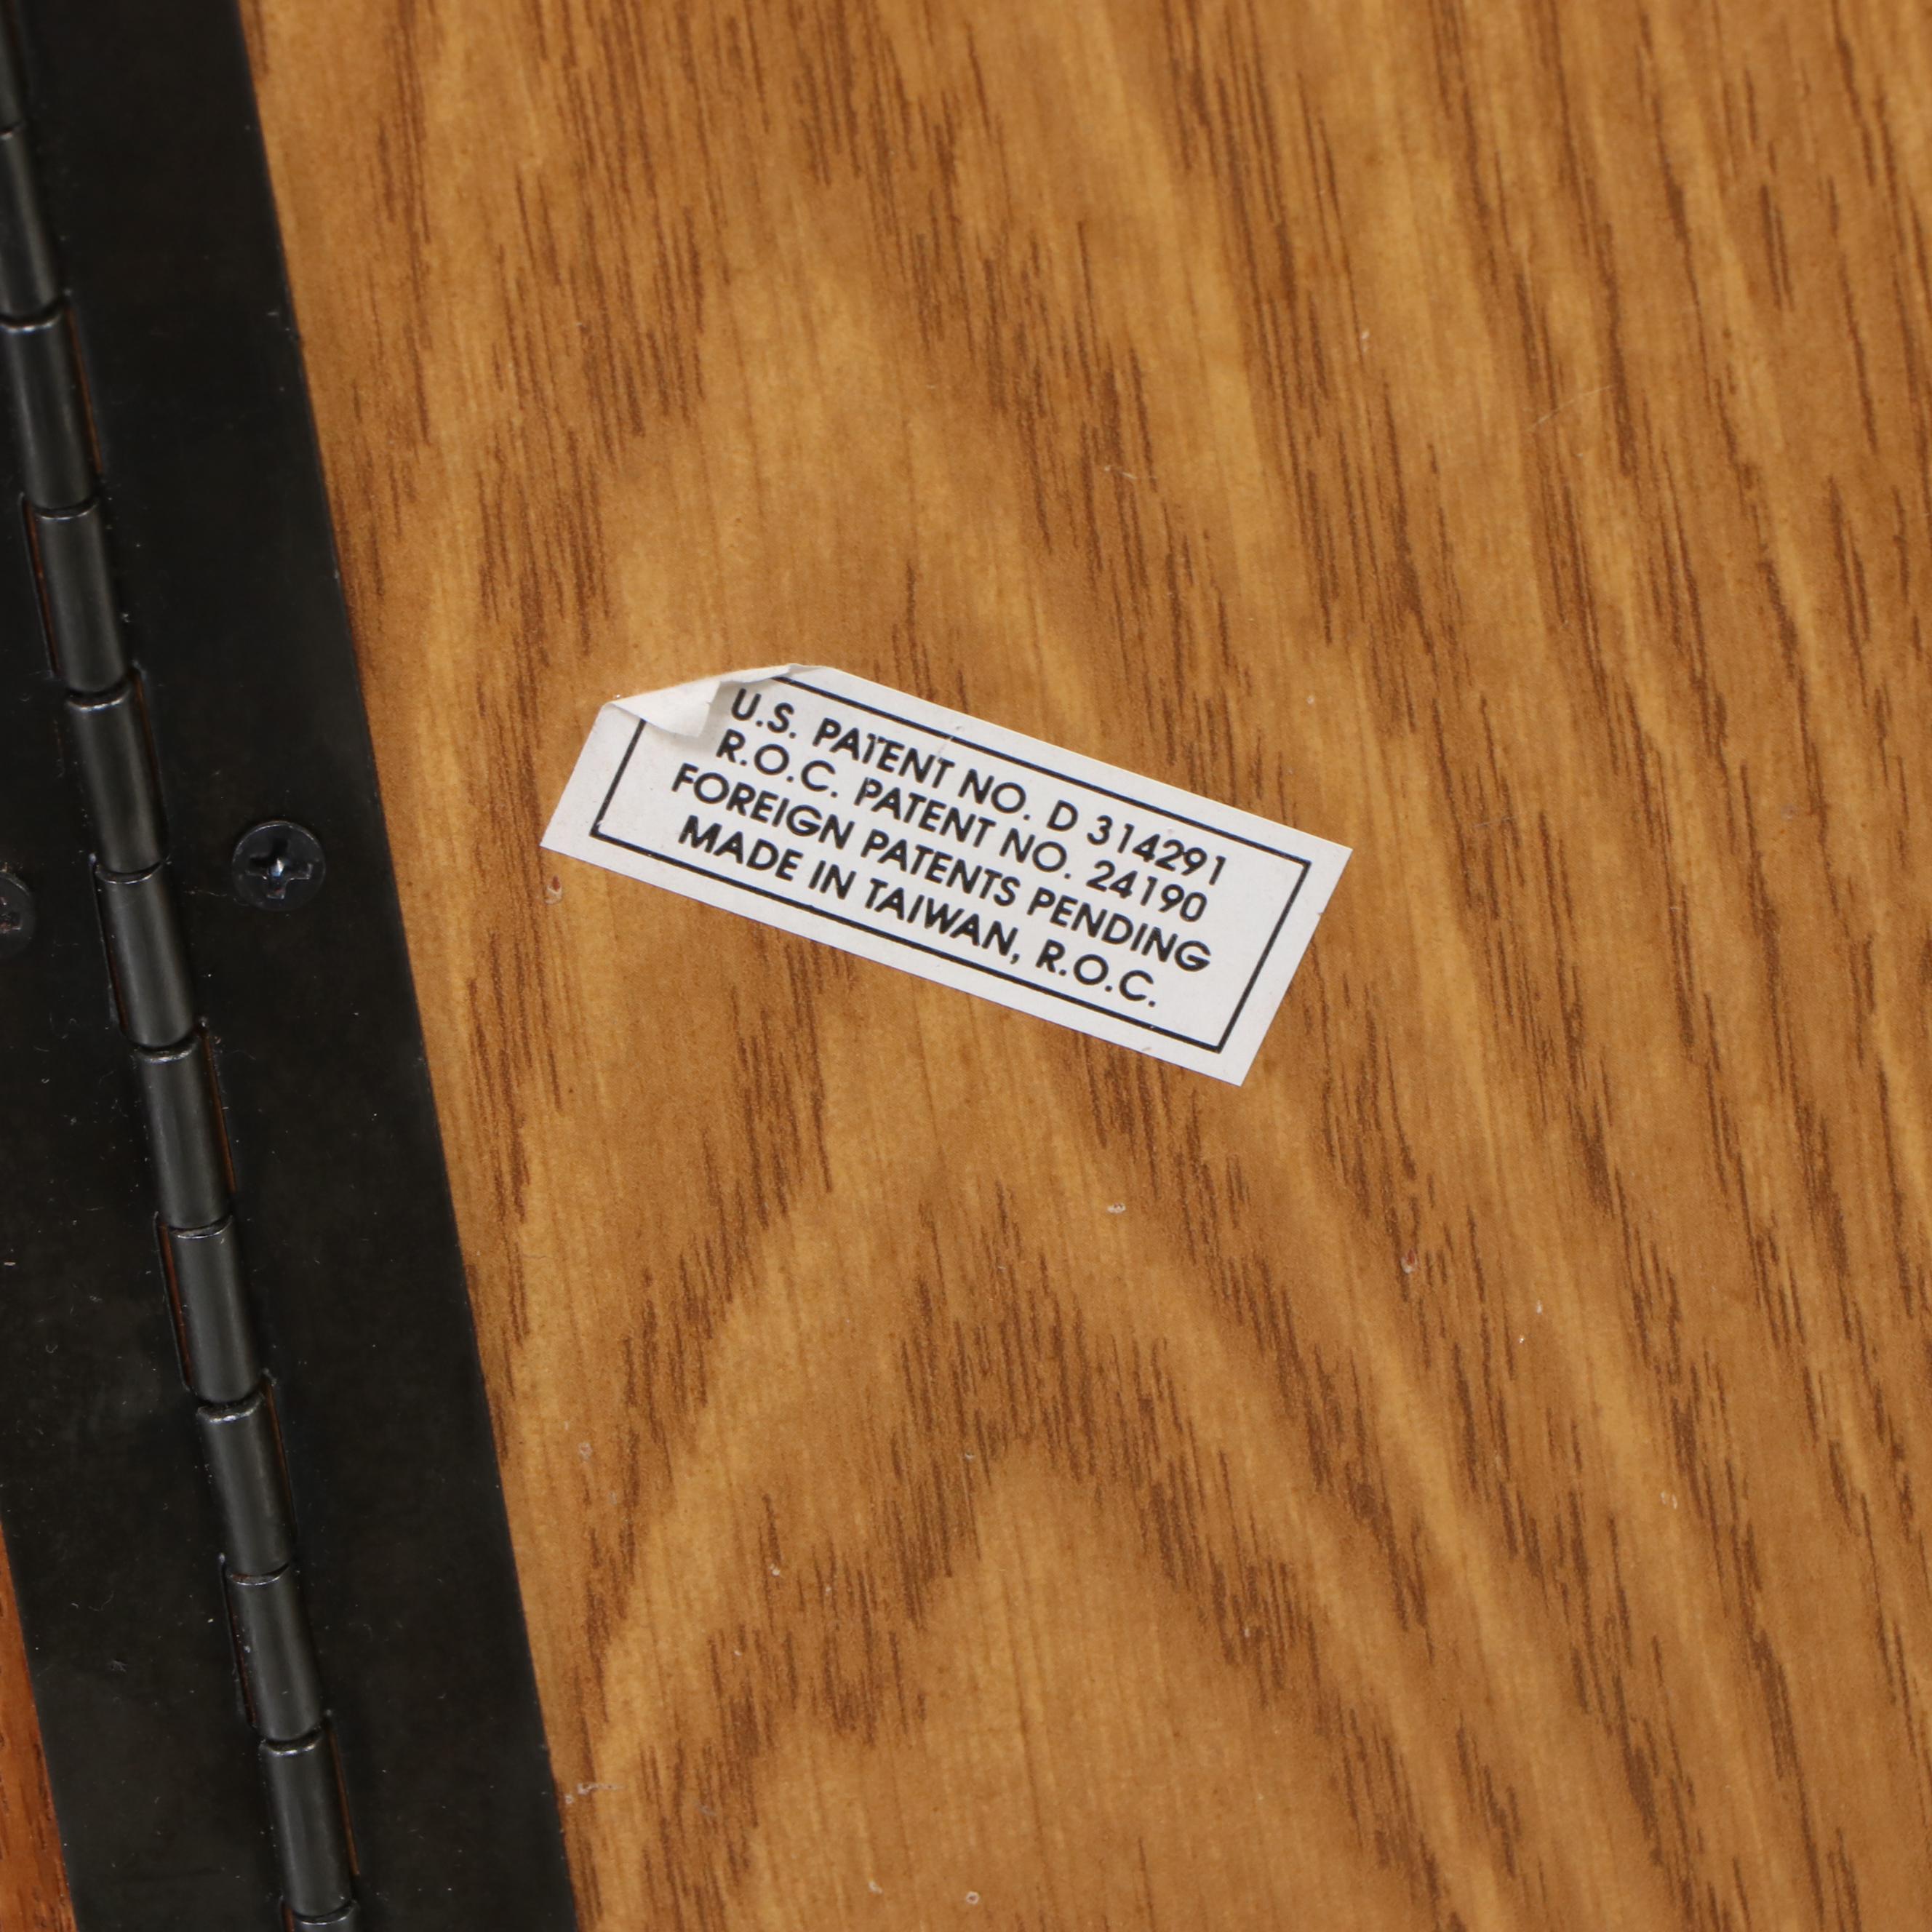 U.S. PATENT NO. D 314291
R.O.C. PATENT NO. 24190
FOREIGN PATENTS PENDING
MADE IN TAIWAN, R.O.C.